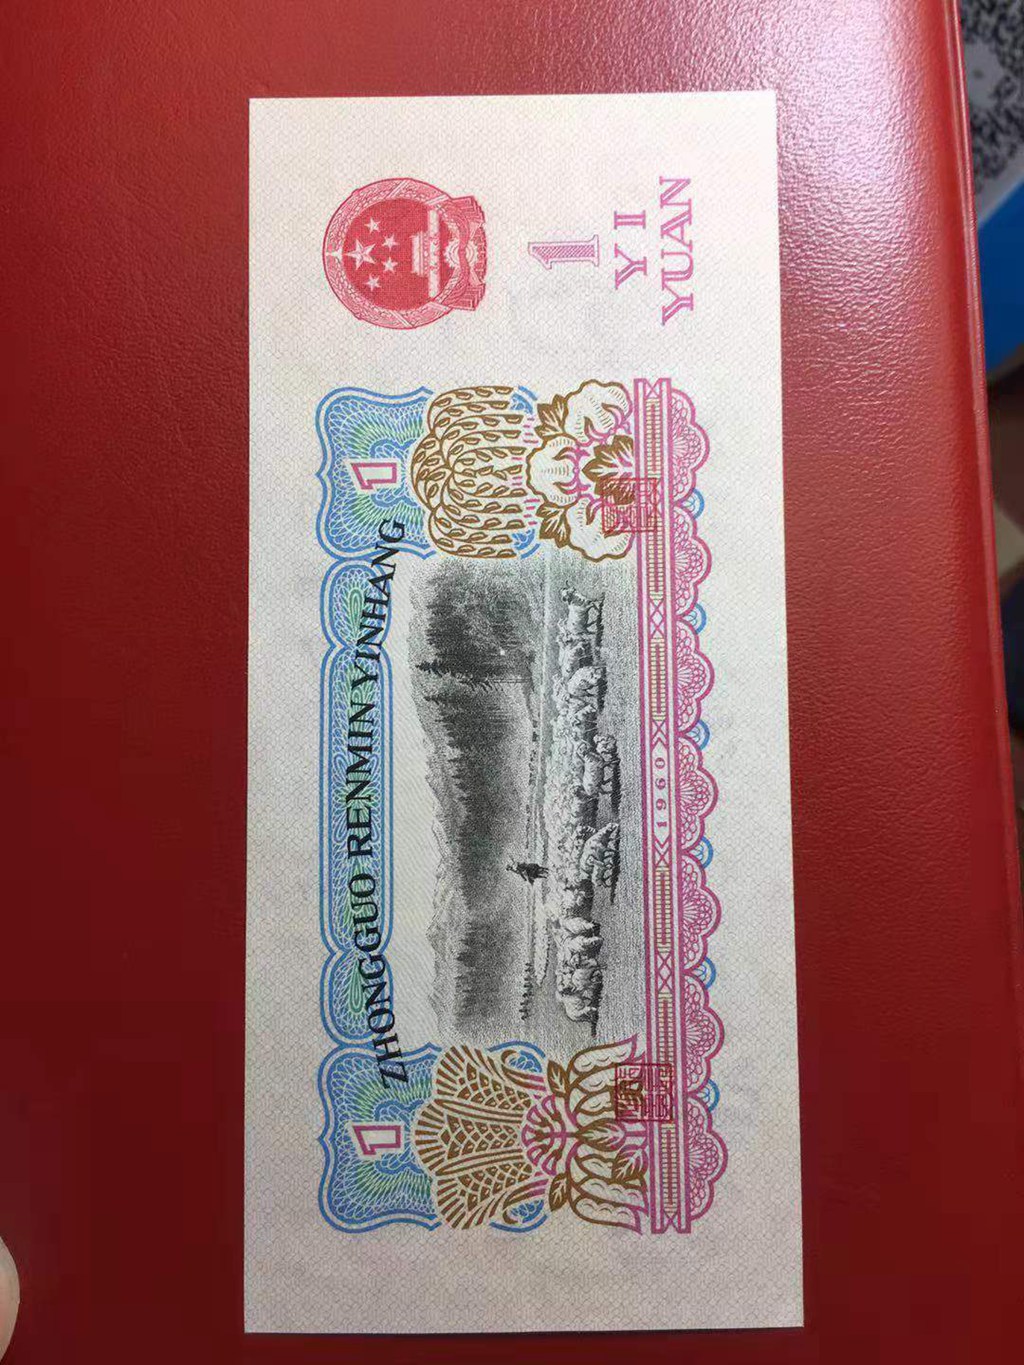 ZHONGGUO RENMIN YINHANG
1
1
1960
1
YI
YUAN